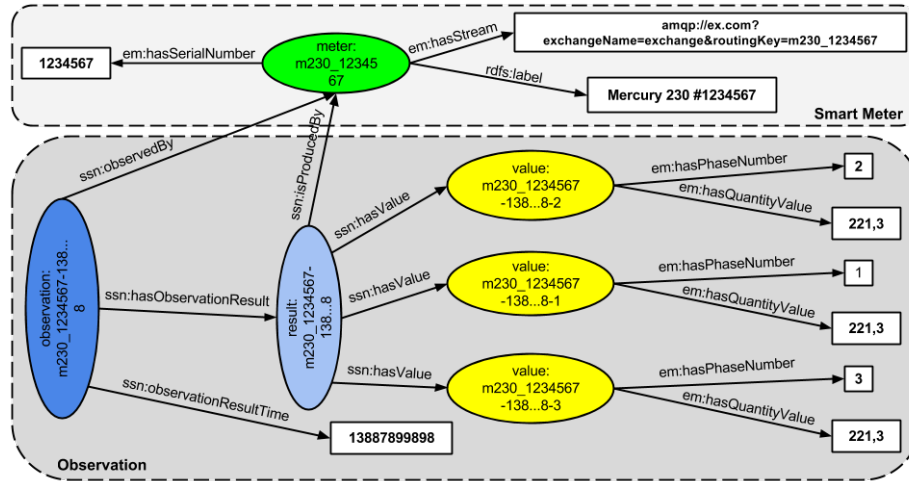 amqp://ex.com?
exchangeName=exchange&routingKey=m230_1234567
em:hasStream
meter:
m230_12345
67
em:hasSerialNumber
1234567
rdfs:label
Mercury 230 #1234567
Smart Meter
ssn:observedBy
ssn:isProducedBy
value:
m230_1234567
-138...8-2
em:hasPhaseNumber
2
em:hasQuantityValue
221,3
ssn:hasValue
observation:
m230_1234567-138...
8
ssn:hasObservationResult
result:
m230_1234567-
138...8
ssn:hasValue
value:
m230_1234567
-138...8-1
em:hasPhaseNumber
1
em:hasQuantityValue
221,3
ssn:hasValue
value:
m230_1234567
-138...8-3
em:hasPhaseNumber
3
em:hasQuantityValue
221,3
ssn:observationResultTime
13887899898
Observation